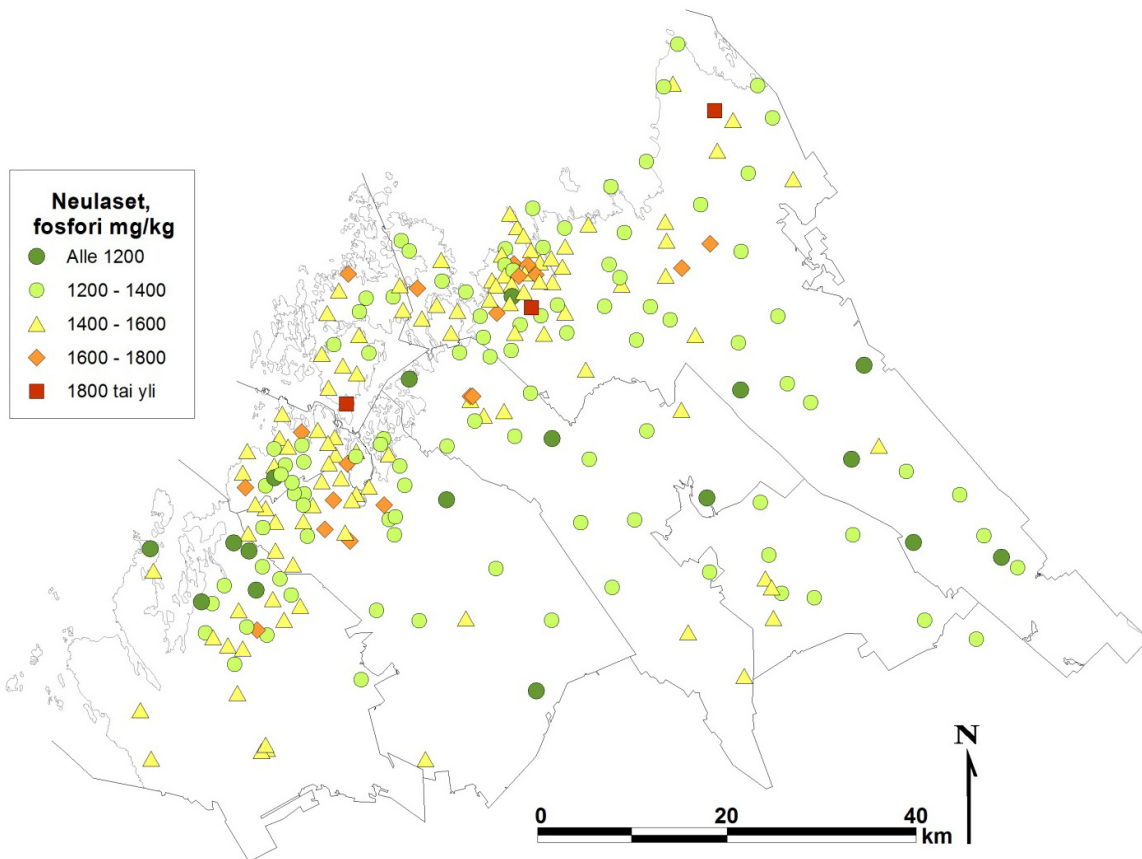 Neulaset,
fosfori mg/kg
Alle 1200
1200 - 1400
1400 - 1600
1600 - 1800
1800 tai yli
N
0 20 40
km